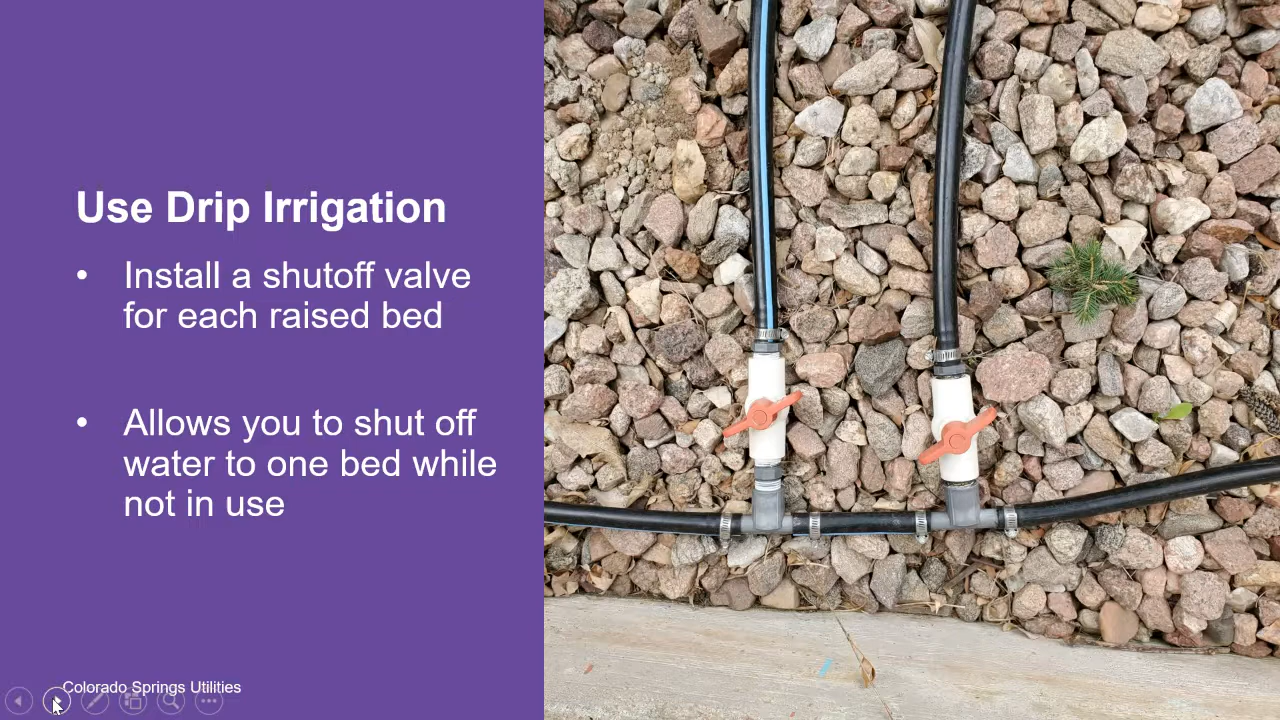 Use Drip Irrigation
• Install a shutoff valve
for each raised bed
• Allows you to shut off
water to one bed while
not in use
Colorado Springs Utilities